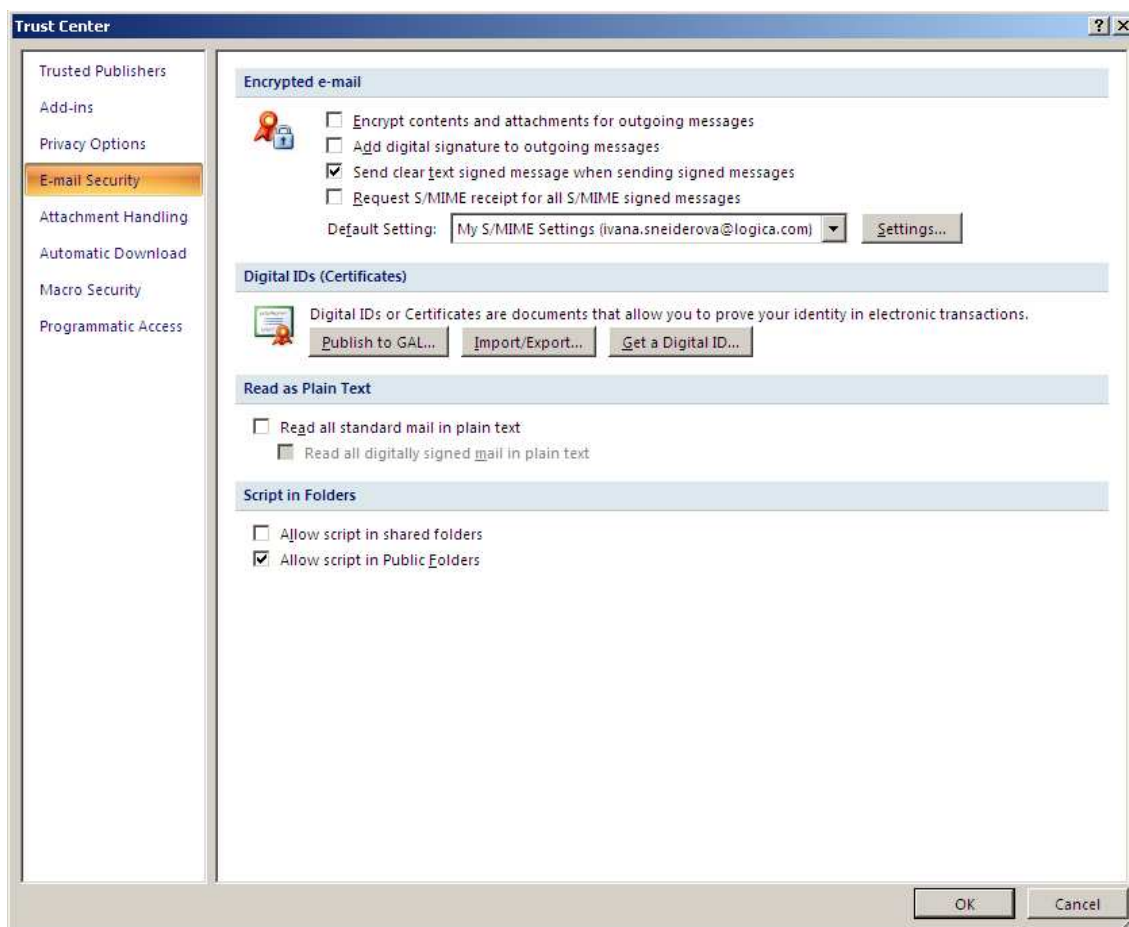 Trust Center
Trusted Publishers
Add-ins
Privacy Options
E-mail Security
Attachment Handling
Automatic Download
Macro Security
Programmatic Access
Encrypted e-mail
Encrypt contents and attachments for outgoing messages
Add digital signature to outgoing messages
Send clear text signed message when sending signed messages
Request S/MIME receipt for all S/MIME signed messages
Default Setting: My S/MIME Settings (ivana.sneiderova@logica.com) Settings...
Digital IDs (Certificates)
Digital IDs or Certificates are documents that allow you to prove your identity in electronic transactions.
Publish to GAL... Import/Export... Get a Digital ID...
Read as Plain Text
Read all standard mail in plain text
Read all digitally signed mail in plain text
Script in Folders
Allow script in shared folders
Allow script in Public Folders
OK Cancel